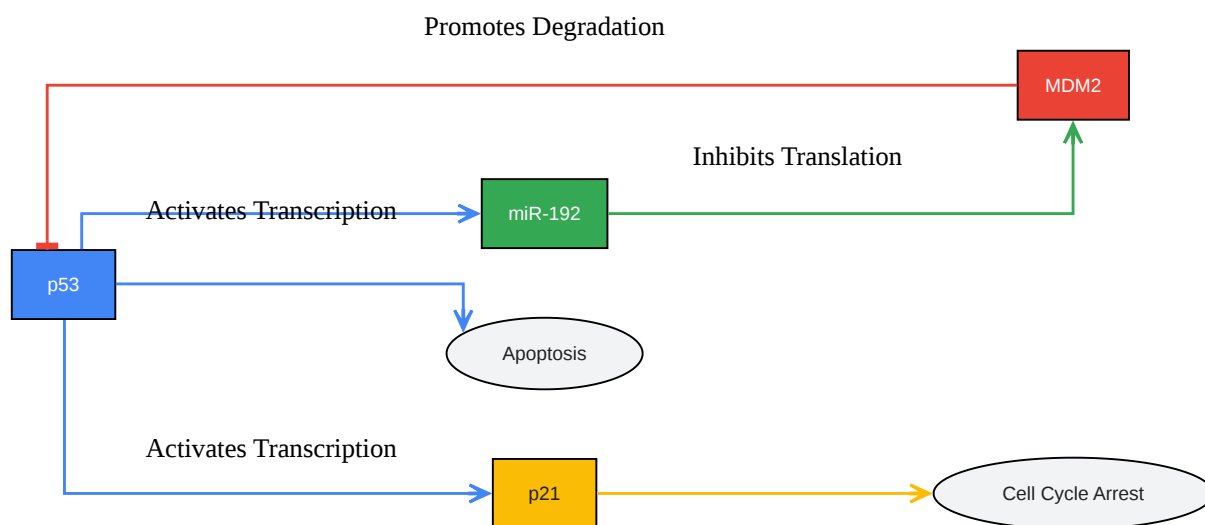 Promotes Degradation
MDM2
Inhibits Translation
Activates Transcription
miR-192
p53
Apoptosis
Activates Transcription
p21
Cell Cycle Arrest